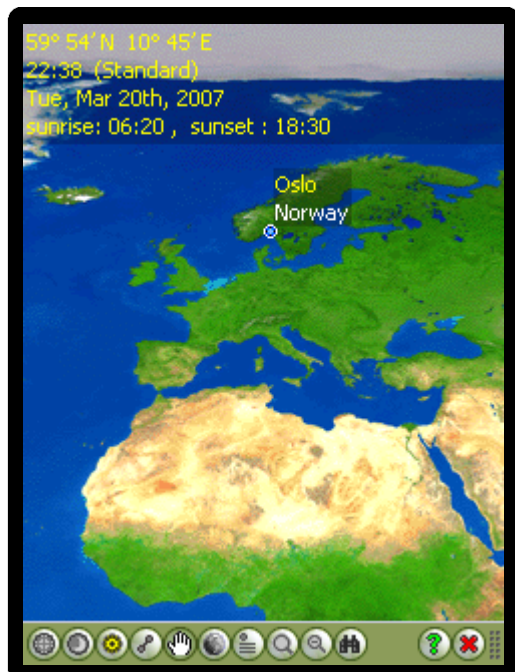 59° 54′N 10° 45′E
22:38 (Standard)
Tue, Mar 20th, 2007
sunrise: 06:20 , sunset : 18:30
Oslo
Norway